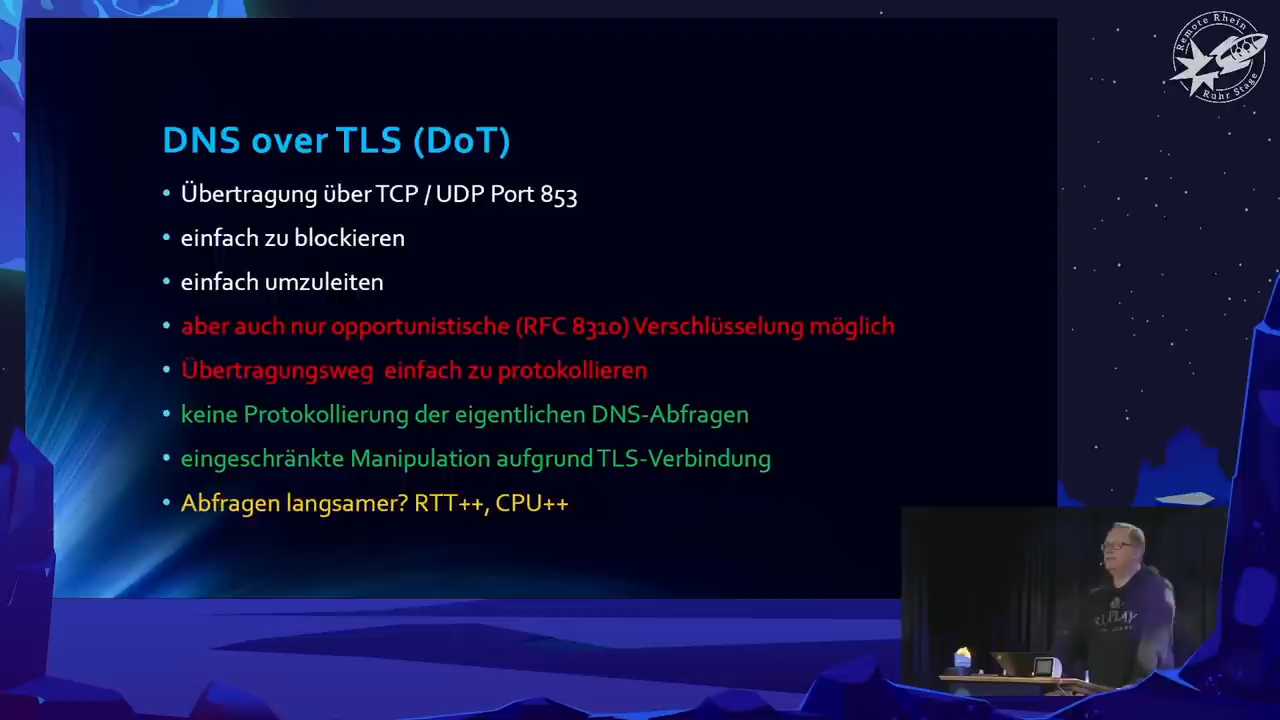 Remote Rhein
Ruhr Stage
DNS over TLS (DoT)
• Übertragung über TCP / UDP Port 853
• einfach zu blockieren
• einfach umzuleiten
• aber auch nur opportunistische (RFC 8310) Verschlüsselung möglich
• Übertragungsweg einfach zu protokollieren
• keine Protokollierung der eigentlichen DNS-Abfragen
• eingeschränkte Manipulation aufgrund TLS-Verbindung
• Abfragen langsamer? RTT++, CPU++